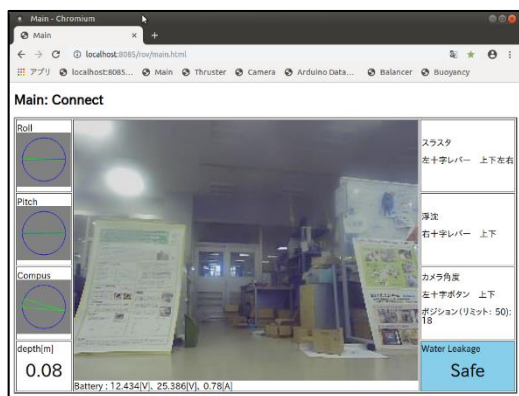 Main - Chromium
Main
localhost:8085/rov/main.html
アプリ localhost:8085... Main Thruster Camera Arduino Data... Balancer Buoyancy
Main: Connect
Roll
Pitch
Compus
depth[m]
0.08
Battery : 12.434[V]、25.386[V]、0.78[A]
スラスタ
左十字レバー 上下左右
浮沈
右十字レバー 上下
カメラ角度
左十字ボタン 上下
ポジション(リミット: 50):
18
Water Leakage
Safe